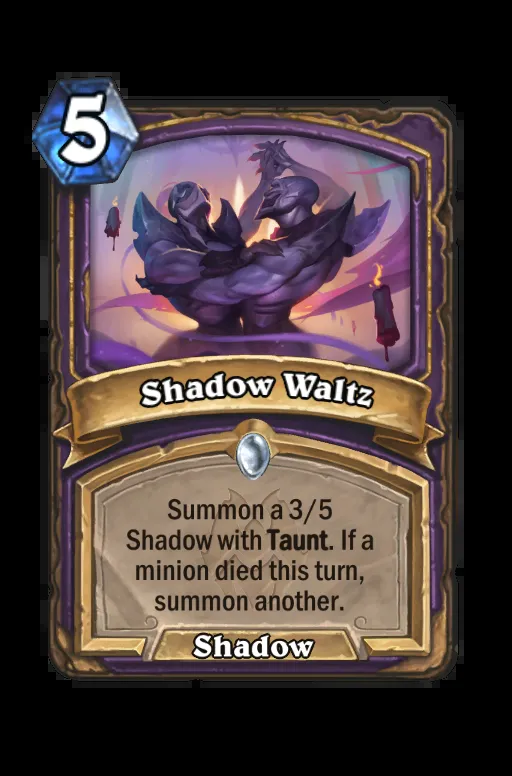 5
Shadow Waltz
Summon a 3/5
Shadow with Taunt. If a
minion died this turn,
summon another.
Shadow